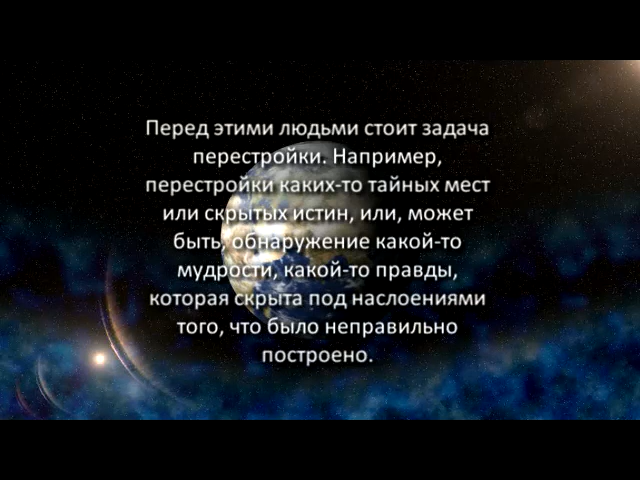 Перед этими людьми стоит задача
перестройки. Например,
перестройки каких-то тайных мест
или скрытых истин, или, может
быть, обнаружение какой-то
мудрости, какой-то правды,
которая скрыта под наслоениями
того, что было неправильно
построено.